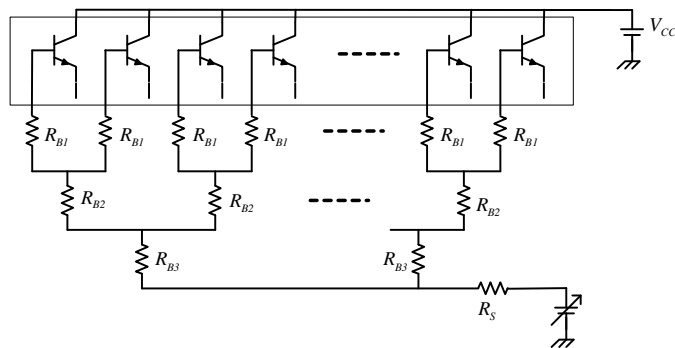 V_CC
R_B1 R_B1 R_B1 R_B1 R_B1 R_B1
R_B2 R_B2 R_B2
R_B3 R_B3
R_S